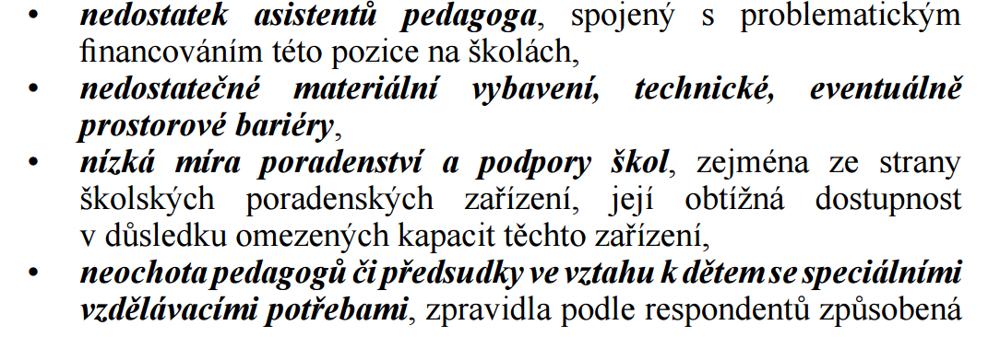 • nedostatek asistentů pedagoga, spojený s problematickým
financováním této pozice na školách,
• nedostatečné materiální vybavení, technické, eventuálně
prostorové bariéry,
• nízká míra poradenství a podpory škol, zejména ze strany
školských poradenských zařízení, její obtížná dostupnost
v důsledku omezených kapacit těchto zařízení,
• neochota pedagogů či předsudky ve vztahu k dětem se speciálními
vzdělávacími potřebami, zpravidla podle respondentů způsobená